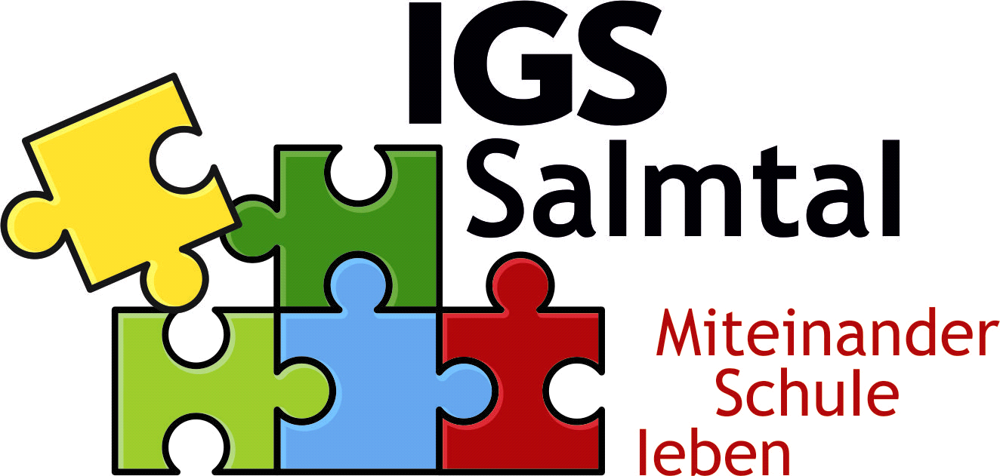 IGS
Salmtal
Miteinander
Schule
leben